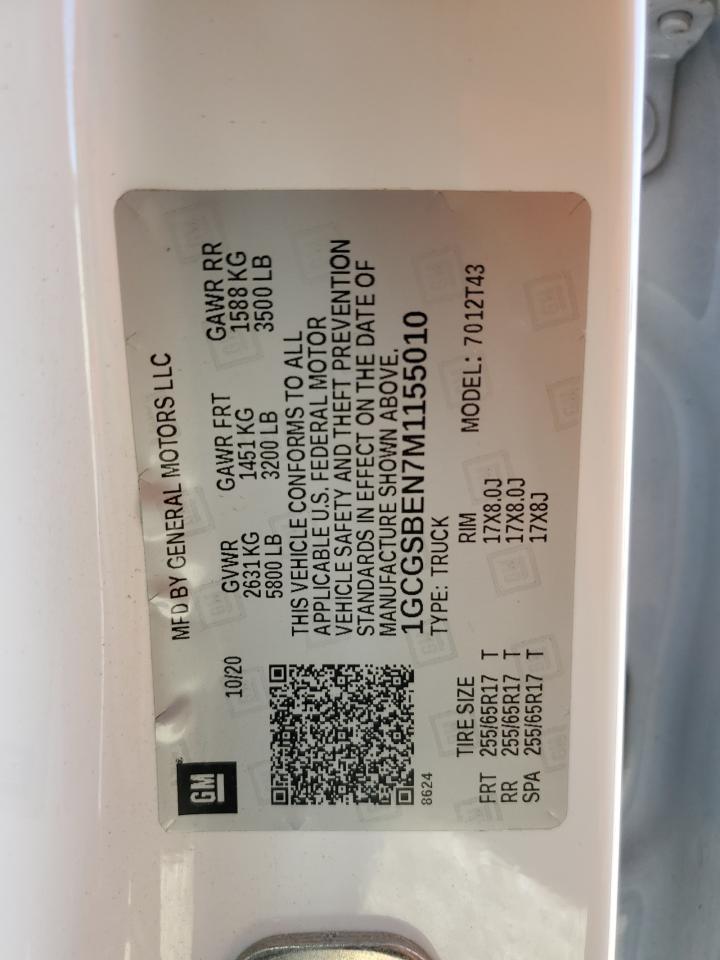 GM
MFD BY GENERAL MOTORS LLC
10/20
GVWR GAWR FRT GAWR RR
2631 KG 1451 KG 1588 KG
5800 LB 3200 LB 3500 LB
THIS VEHICLE CONFORMS TO ALL
APPLICABLE U.S. FEDERAL MOTOR
VEHICLE SAFETY AND THEFT PREVENTION
STANDARDS IN EFFECT ON THE DATE OF
MANUFACTURE SHOWN ABOVE.
1GCGSBEN7M1155010
8624
TYPE: TRUCK MODEL: 7012T43
TIRE SIZE RIM
FRT 255/65R17 T 17X8.0J
RR 255/65R17 T 17X8.0J
SPA 255/65R17 T 17X8J